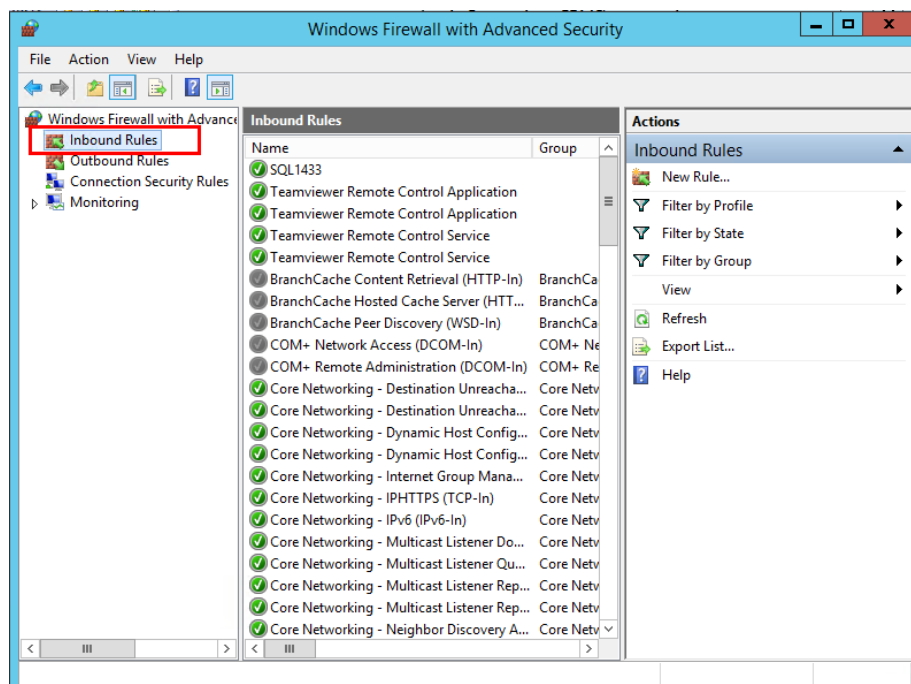 Windows Firewall with Advanced Security
File Action View Help
Windows Firewall with Advance
Inbound Rules
Outbound Rules
Connection Security Rules
Monitoring
Inbound Rules
Name Group
SQL1433
Teamviewer Remote Control Application
Teamviewer Remote Control Application
Teamviewer Remote Control Service
Teamviewer Remote Control Service
BranchCache Content Retrieval (HTTP-In) BranchCa
BranchCache Hosted Cache Server (HTT... BranchCa
BranchCache Peer Discovery (WSD-In) BranchCa
COM+ Network Access (DCOM-In) COM+ Ne
COM+ Remote Administration (DCOM-In) COM+ Re
Core Networking - Destination Unreacha... Core Netv
Core Networking - Destination Unreacha... Core Netv
Core Networking - Dynamic Host Config... Core Netv
Core Networking - Dynamic Host Config... Core Netv
Core Networking - Internet Group Mana... Core Netv
Core Networking - IPHTTPS (TCP-In) Core Netv
Core Networking - IPv6 (IPv6-In) Core Netv
Core Networking - Multicast Listener Do... Core Netv
Core Networking - Multicast Listener Qu... Core Netv
Core Networking - Multicast Listener Rep... Core Netv
Core Networking - Multicast Listener Rep... Core Netv
Core Networking - Neighbor Discovery A... Core Netv
Actions
Inbound Rules
New Rule...
Filter by Profile
Filter by State
Filter by Group
View
Refresh
Export List...
Help